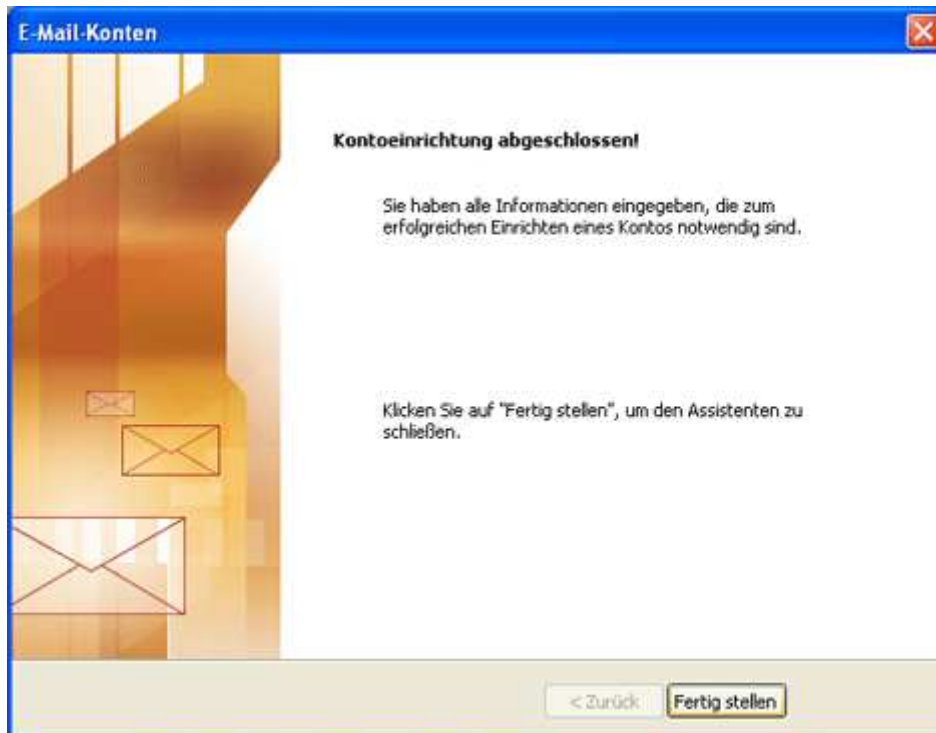 E-Mail-Konten
Kontoeinrichtung abgeschlossen!
Sie haben alle Informationen eingegeben, die zum
erfolgreichen Einrichten eines Kontos notwendig sind.
Klicken Sie auf "Fertig stellen", um den Assistenten zu
schließen.
< Zurück
Fertig stellen